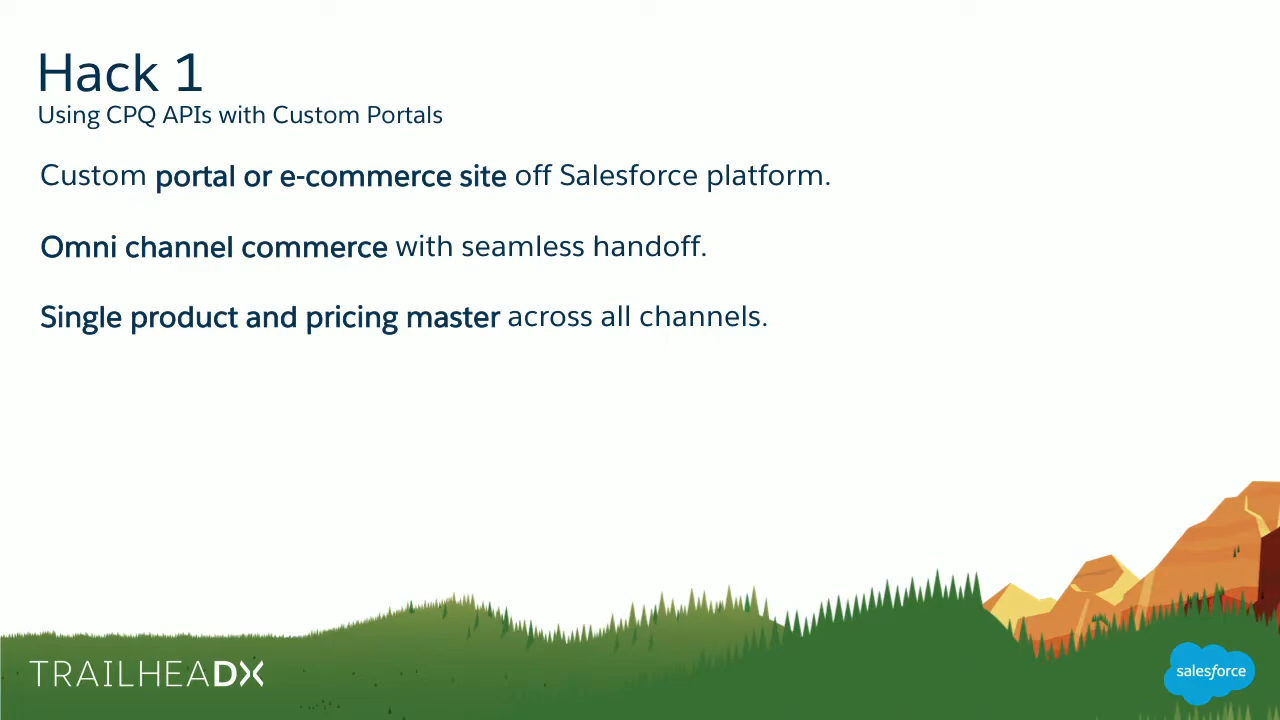 Hack 1
Using CPQ APIs with Custom Portals
Custom portal or e-commerce site off Salesforce platform.
Omni channel commerce with seamless handoff.
Single product and pricing master across all channels.
TRAILHEADX
salesforce